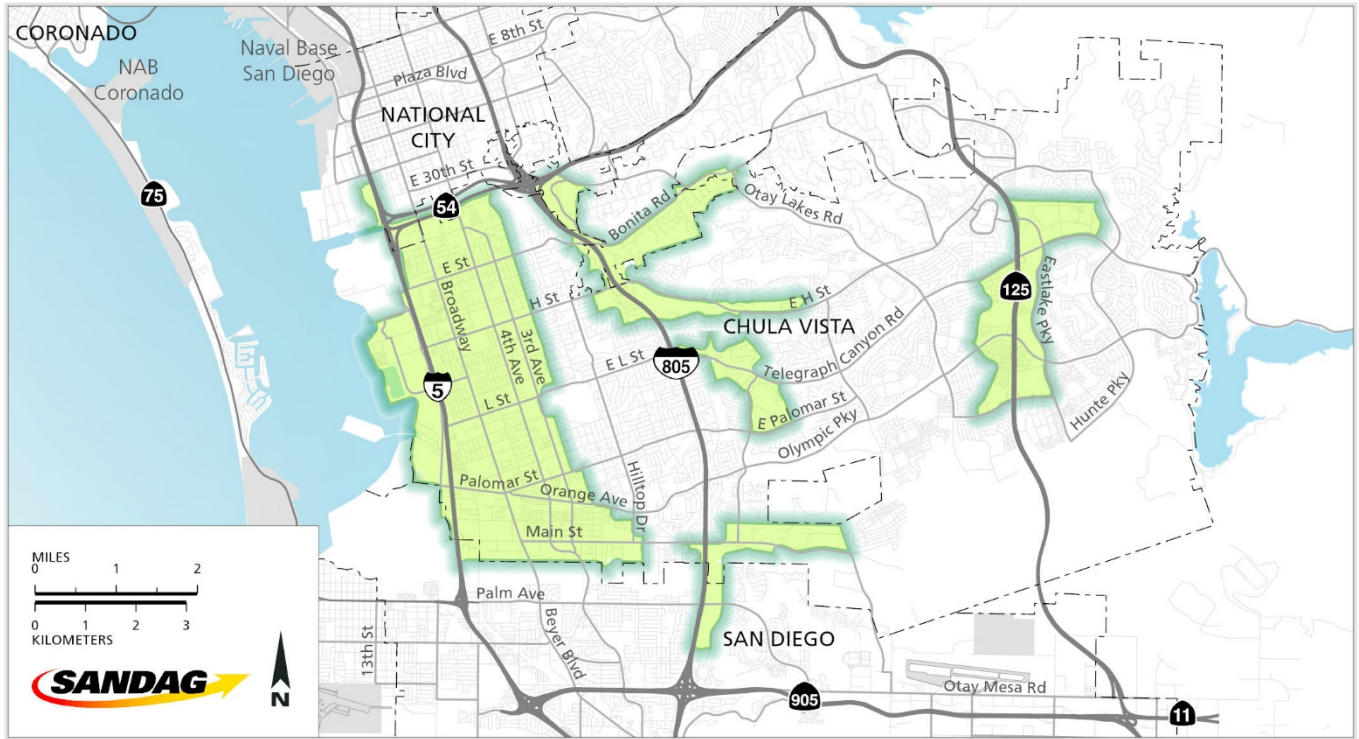 CORONADO
NAB
Coronado
Naval Base
San Diego
E 8th St
Plaza Blvd
NATIONAL
CITY
E 30th St
75
54
Bonita Rd
Otay Lakes Rd
E St
Broadway
H St
4th Ave
3rd Ave
E H St
125
Eastlake Pky
CHULA VISTA
Telegraph Canyon Rd
E L St
805
5
L St
E Palomar St
Olympic Pky
Hunte Pky
Palomar St
Orange Ave
Hilltop Dr
Main St
Palm Ave
13th St
Beyer Blvd
SAN DIEGO
Otay Mesa Rd
905
11
MILES
0 1 2
0 1 2 3
KILOMETERS
SANDAG
N